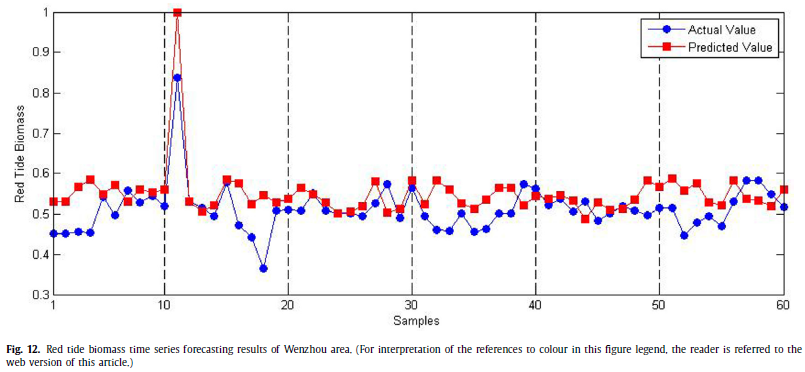 1
0.9
0.8
0.7
0.6
0.5
0.4
0.3
Red Tide Biomass
Actual Value
Predicted Value
1 10 20 30 40 50 60
Samples
Fig. 12. Red tide biomass time series forecasting results of Wenzhou area. (For interpretation of the references to colour in this figure legend, the reader is referred to the
web version of this article.)